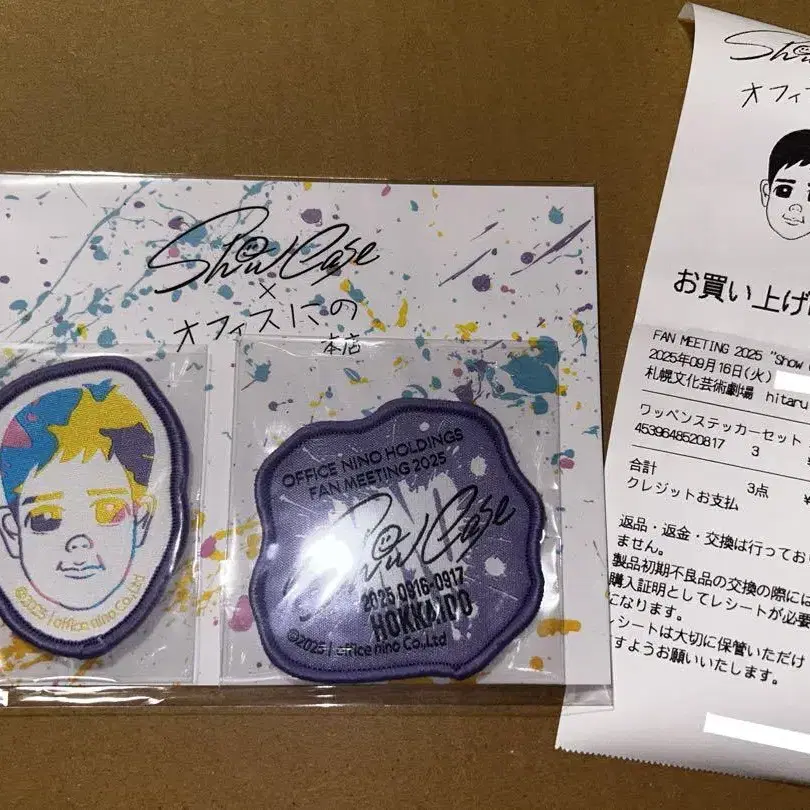 Show Case
×
オフィスにの
本店
©2025 | office nino Co.,Ltd
OFFICE NINO HOLDINGS
FAN MEETING 2025
Show Case
2025 0916-0917
HOKKAIDO
©2025 | office nino Co.,Ltd
オフィス
お買い上げ
FAN MEETING 2025 "Show
2025年09月16日(火)
札幌文化芸術劇場 hitaru
ワッペンステッカーセット
4539648520817 3
合計 3点 ¥
クレジットお支払
返品・返金・交換は行ってお
ません。
製品初期不良品の交換の際には
購入証明としてレシートが必要
になります。
レシートは大切に保管いただけ
すようお願いいたします。